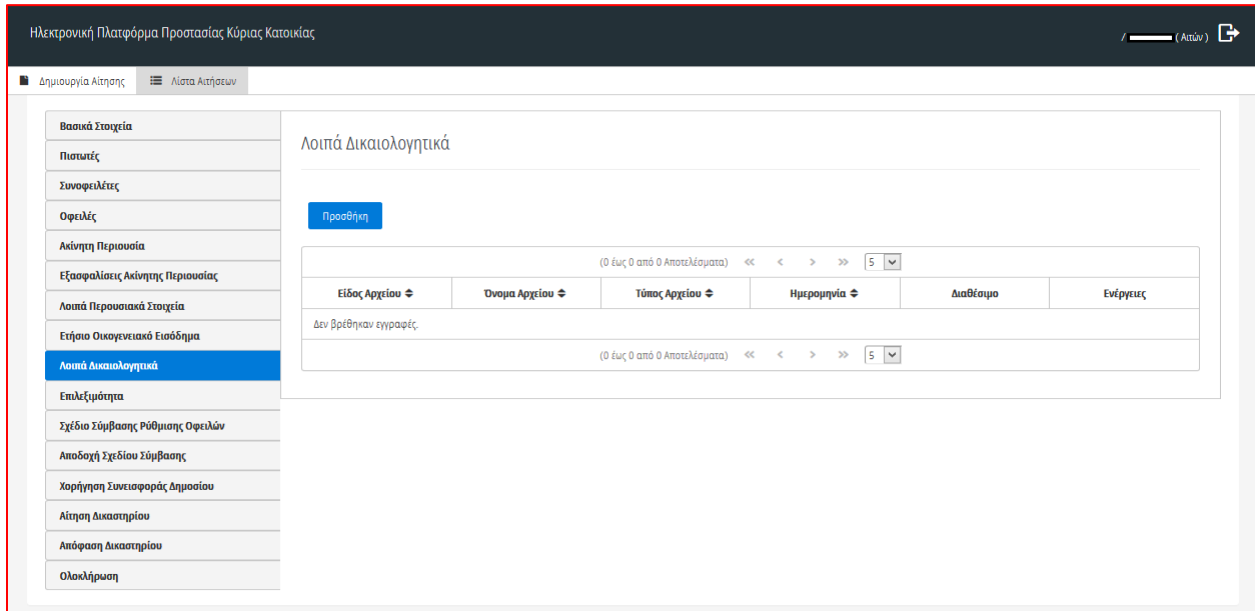 Ηλεκτρονική Πλατφόρμα Προστασίας Κύριας Κατοικίας
/ ( Αιτών )
Δημιουργία Αίτησης Λίστα Αιτήσεων
Βασικά Στοιχεία
Πιστωτές
Συνοφειλέτες
Οφειλές
Ακίνητη Περιουσία
Εξασφαλίσεις Ακίνητης Περιουσίας
Λοιπά Περουσιακά Στοιχεία
Ετήσιο Οικογενειακό Εισόδημα
Λοιπά Δικαιολογητικά
Επιλεξιμότητα
Σχέδιο Σύμβασης Ρύθμισης Οφειλών
Αποδοχή Σχεδίου Σύμβασης
Χορήγηση Συνεισφοράς Δημοσίου
Αίτηση Δικαστηρίου
Απόφαση Δικαστηρίου
Ολοκλήρωση
Λοιπά Δικαιολογητικά
Προσθήκη
(0 έως 0 από 0 Αποτελέσματα) 5
Είδος Αρχείου Όνομα Αρχείου Τύπος Αρχείου Ημερομηνία Διαθέσιμο Ενέργειες
Δεν βρέθηκαν εγγραφές.
(0 έως 0 από 0 Αποτελέσματα) 5